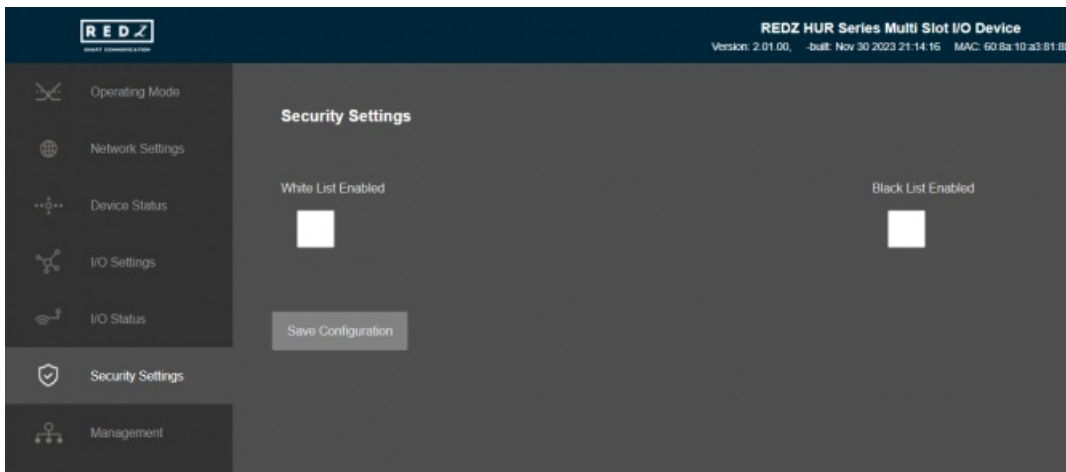 REDZ
SMART COMMUNICATION
REDZ HUR Series Multi Slot I/O Device
Version: 2.01.00, -built: Nov 30 2023 21:14:16 MAC: 60:8a:10:a3:81:8
Operating Mode
Network Settings
Device Status
I/O Settings
I/O Status
Security Settings
Management
Security Settings
White List Enabled
Black List Enabled
Save Configuration